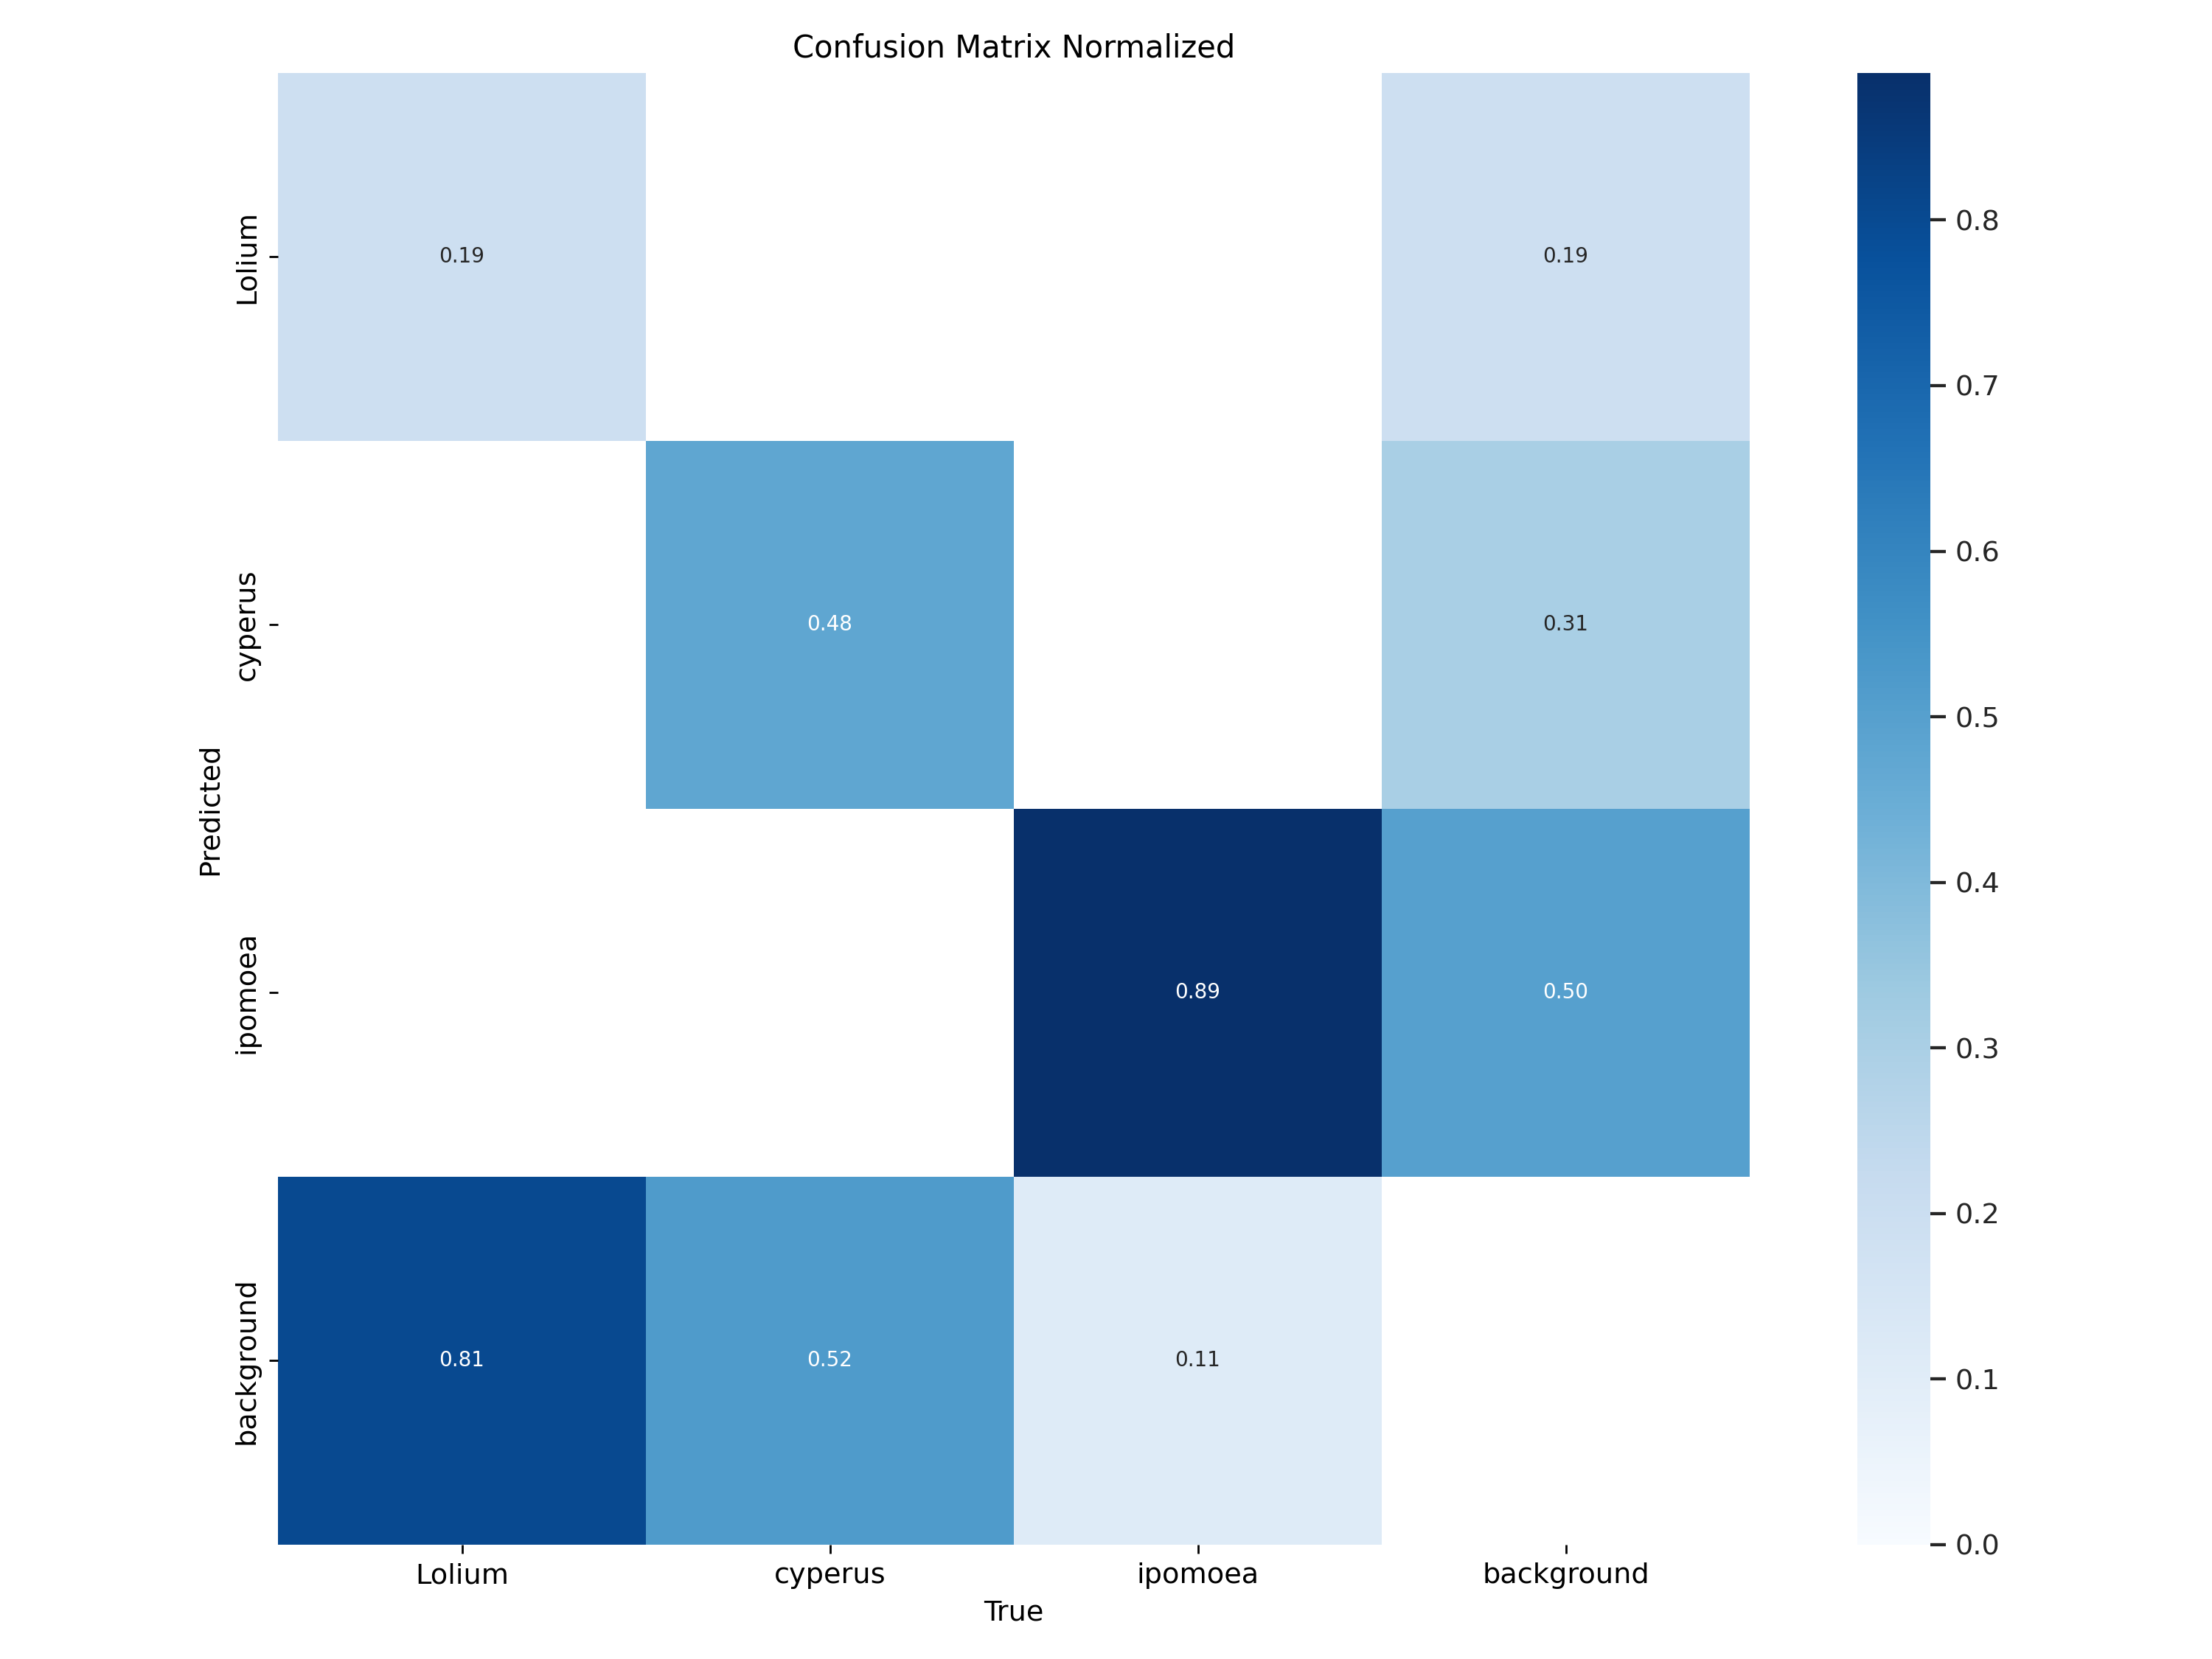 Confusion Matrix Normalized
Lolium
cyperus
ipomoea
background
Predicted
0.19
0.19
0.48
0.31
0.89
0.50
0.81
0.52
0.11
Lolium
cyperus
ipomoea
background
True
0.8
0.7
0.6
0.5
0.4
0.3
0.2
0.1
0.0